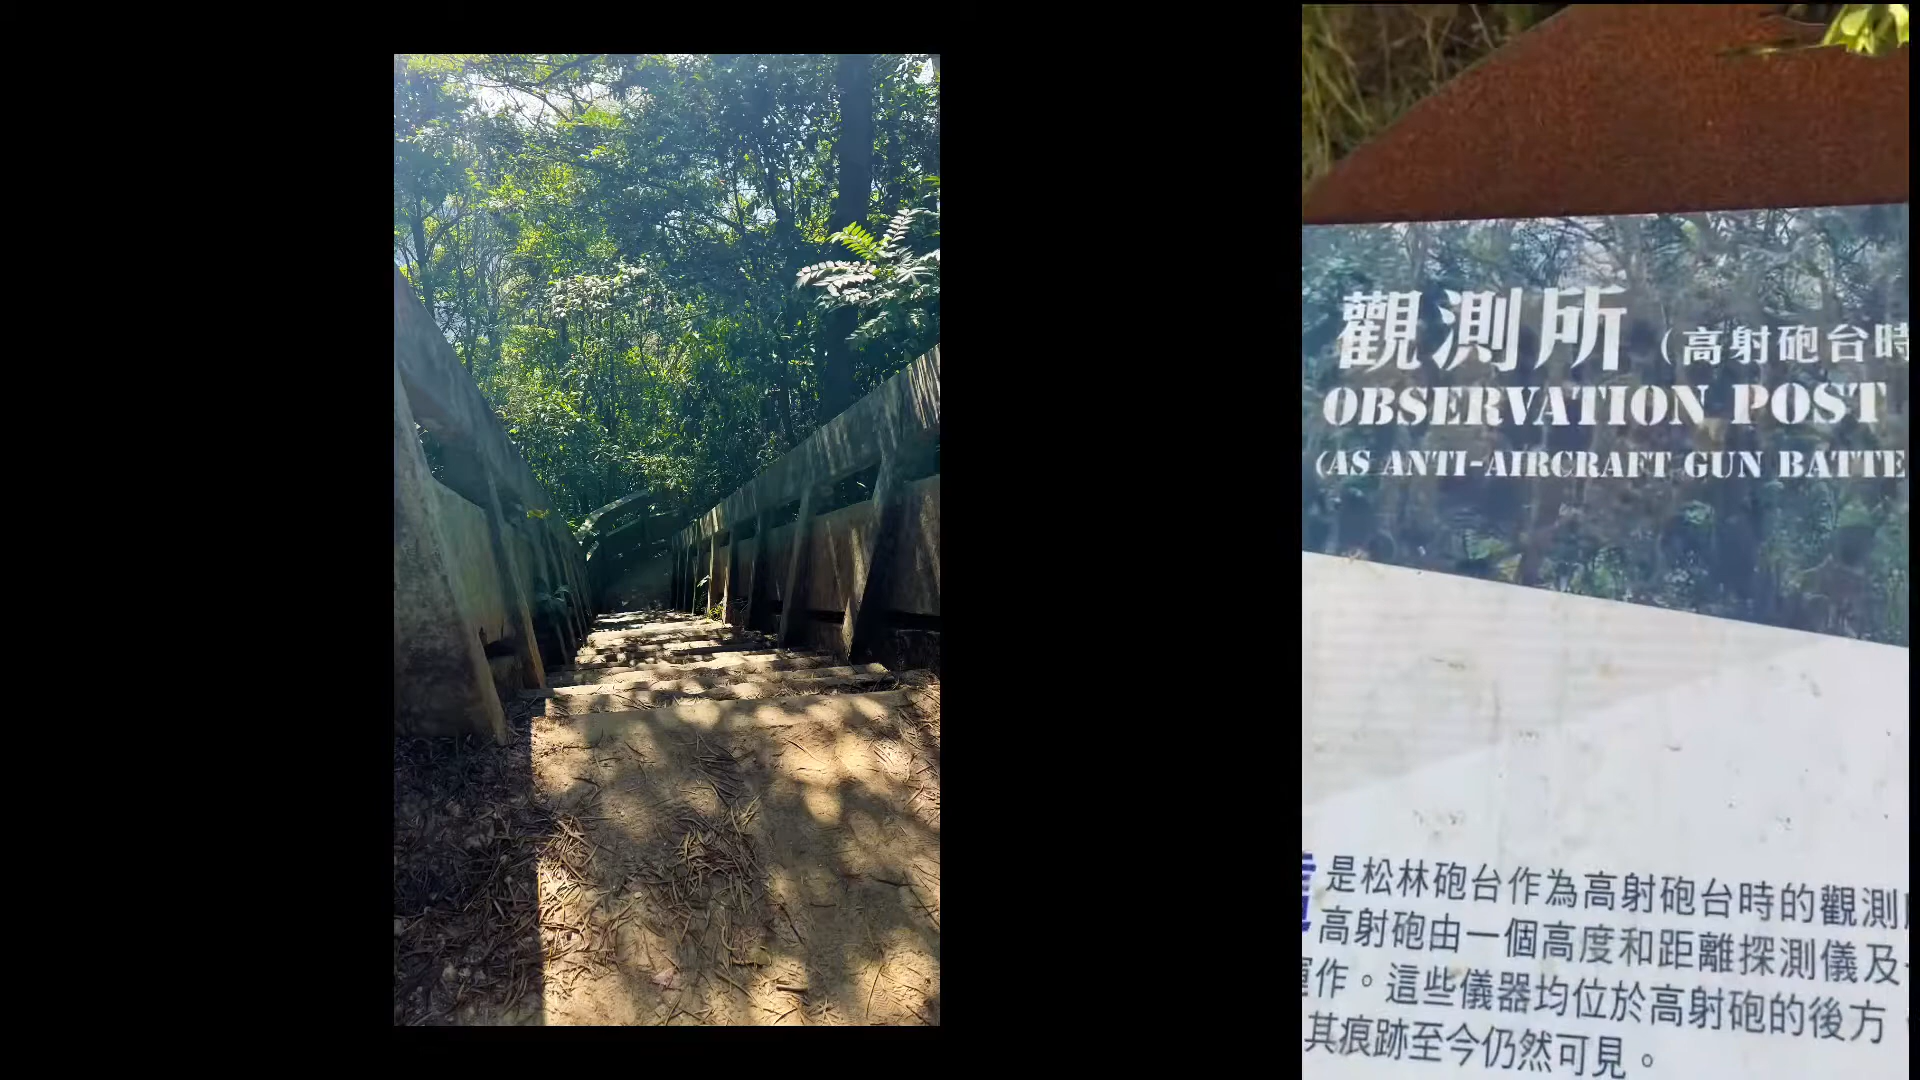 觀測所（高射砲台時
OBSERVATION POST
(AS ANTI-AIRCRAFT GUN BATTE
這是松林砲台作為高射砲台時的觀測
高射砲由一個高度和距離探測儀及
運作。這些儀器均位於高射砲的後方
其痕跡至今仍然可見。